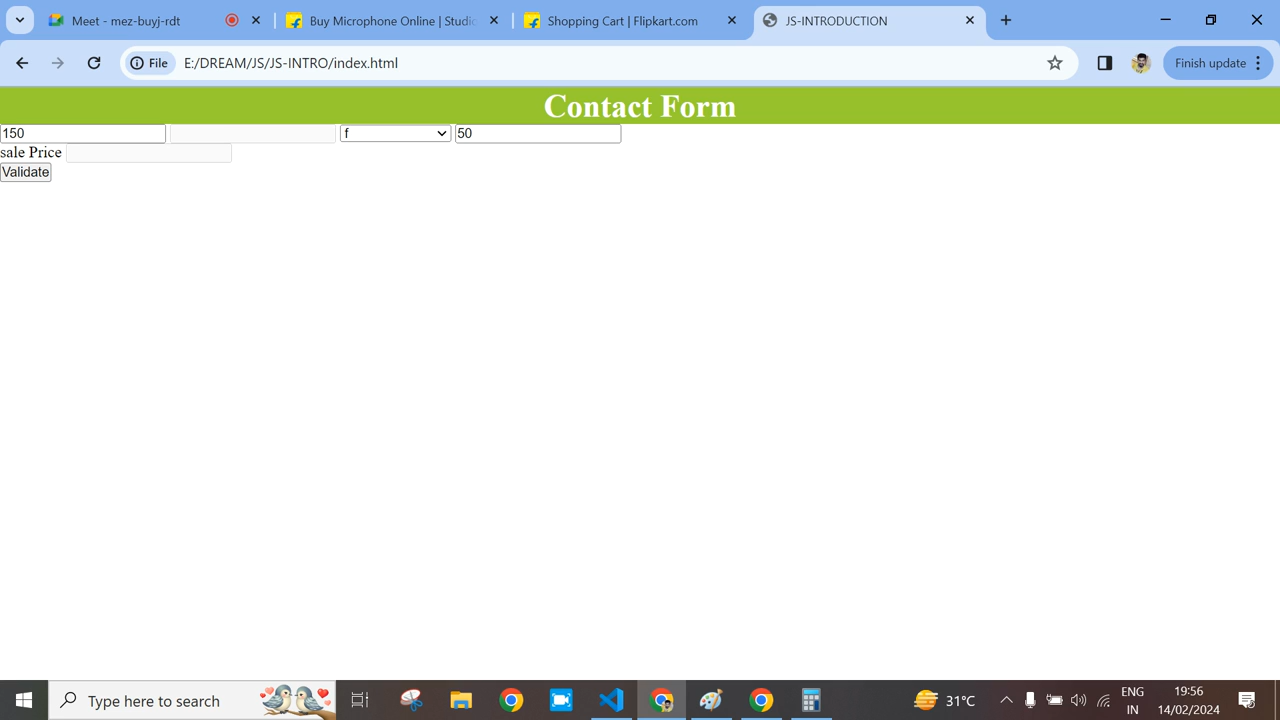 Meet - mez-buyj-rdt
Buy Microphone Online | Studio
Shopping Cart | Flipkart.com
JS-INTRODUCTION
File
E:/DREAM/JS/JS-INTRO/index.html
Finish update
Contact Form
150
f
50
sale Price
Validate
Type here to search
31°C
ENG
IN
19:56
14/02/2024